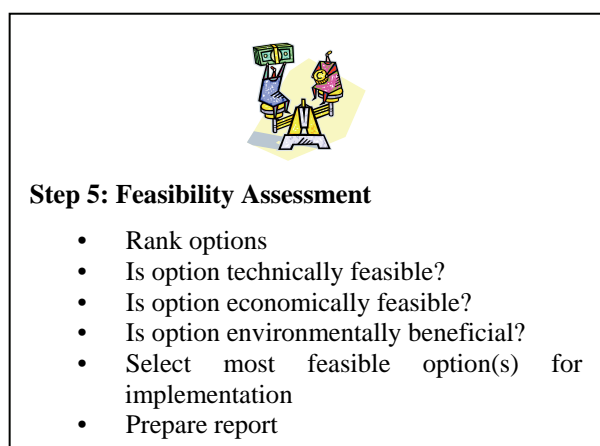 Step 5: Feasibility Assessment
• Rank options
• Is option technically feasible?
• Is option economically feasible?
• Is option environmentally beneficial?
• Select most feasible option(s) for
implementation
• Prepare report